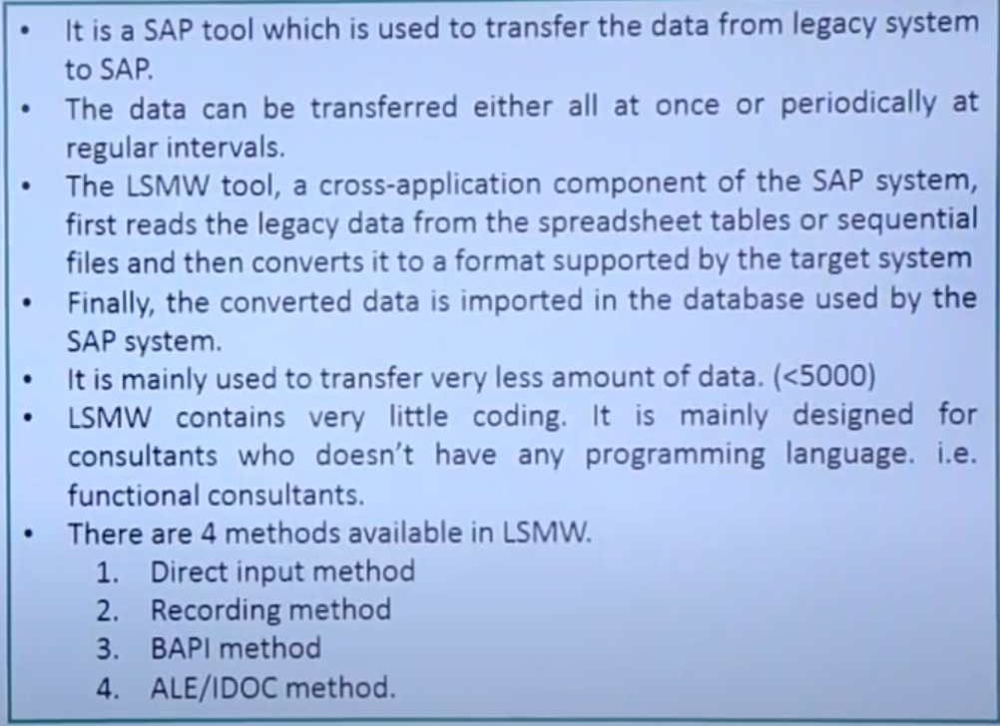 • It is a SAP tool which is used to transfer the data from legacy system
to SAP.
• The data can be transferred either all at once or periodically at
regular intervals.
• The LSMW tool, a cross-application component of the SAP system,
first reads the legacy data from the spreadsheet tables or sequential
files and then converts it to a format supported by the target system
• Finally, the converted data is imported in the database used by the
SAP system.
• It is mainly used to transfer very less amount of data. (<5000)
• LSMW contains very little coding. It is mainly designed for
consultants who doesn't have any programming language. i.e.
functional consultants.
• There are 4 methods available in LSMW.
1. Direct input method
2. Recording method
3. BAPI method
4. ALE/IDOC method.